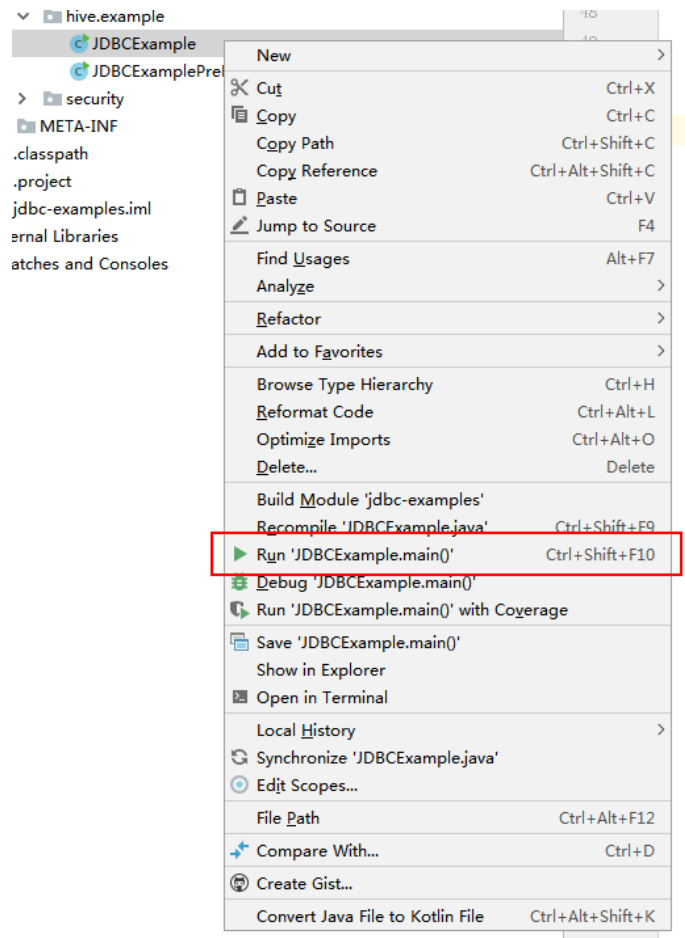 hive.example
JDBCExample
JDBCExamplePre
security
META-INF
.classpath
.project
jdbc-examples.iml
ernal Libraries
atches and Consoles
48
New
Cut Ctrl+X
Copy Ctrl+C
Copy Path Ctrl+Shift+C
Copy Reference Ctrl+Alt+Shift+C
Paste Ctrl+V
Jump to Source F4
Find Usages Alt+F7
Analyze
Refactor
Add to Favorites
Browse Type Hierarchy Ctrl+H
Reformat Code Ctrl+Alt+L
Optimize Imports Ctrl+Alt+O
Delete... Delete
Build Module 'jdbc-examples'
Recompile 'JDBCExample.java' Ctrl+Shift+F9
Run 'JDBCExample.main()' Ctrl+Shift+F10
Debug 'JDBCExample.main()'
Run 'JDBCExample.main()' with Coverage
Save 'JDBCExample.main()'
Show in Explorer
Open in Terminal
Local History
Synchronize 'JDBCExample.java'
Edit Scopes...
File Path Ctrl+Alt+F12
Compare With... Ctrl+D
Create Gist...
Convert Java File to Kotlin File Ctrl+Alt+Shift+K